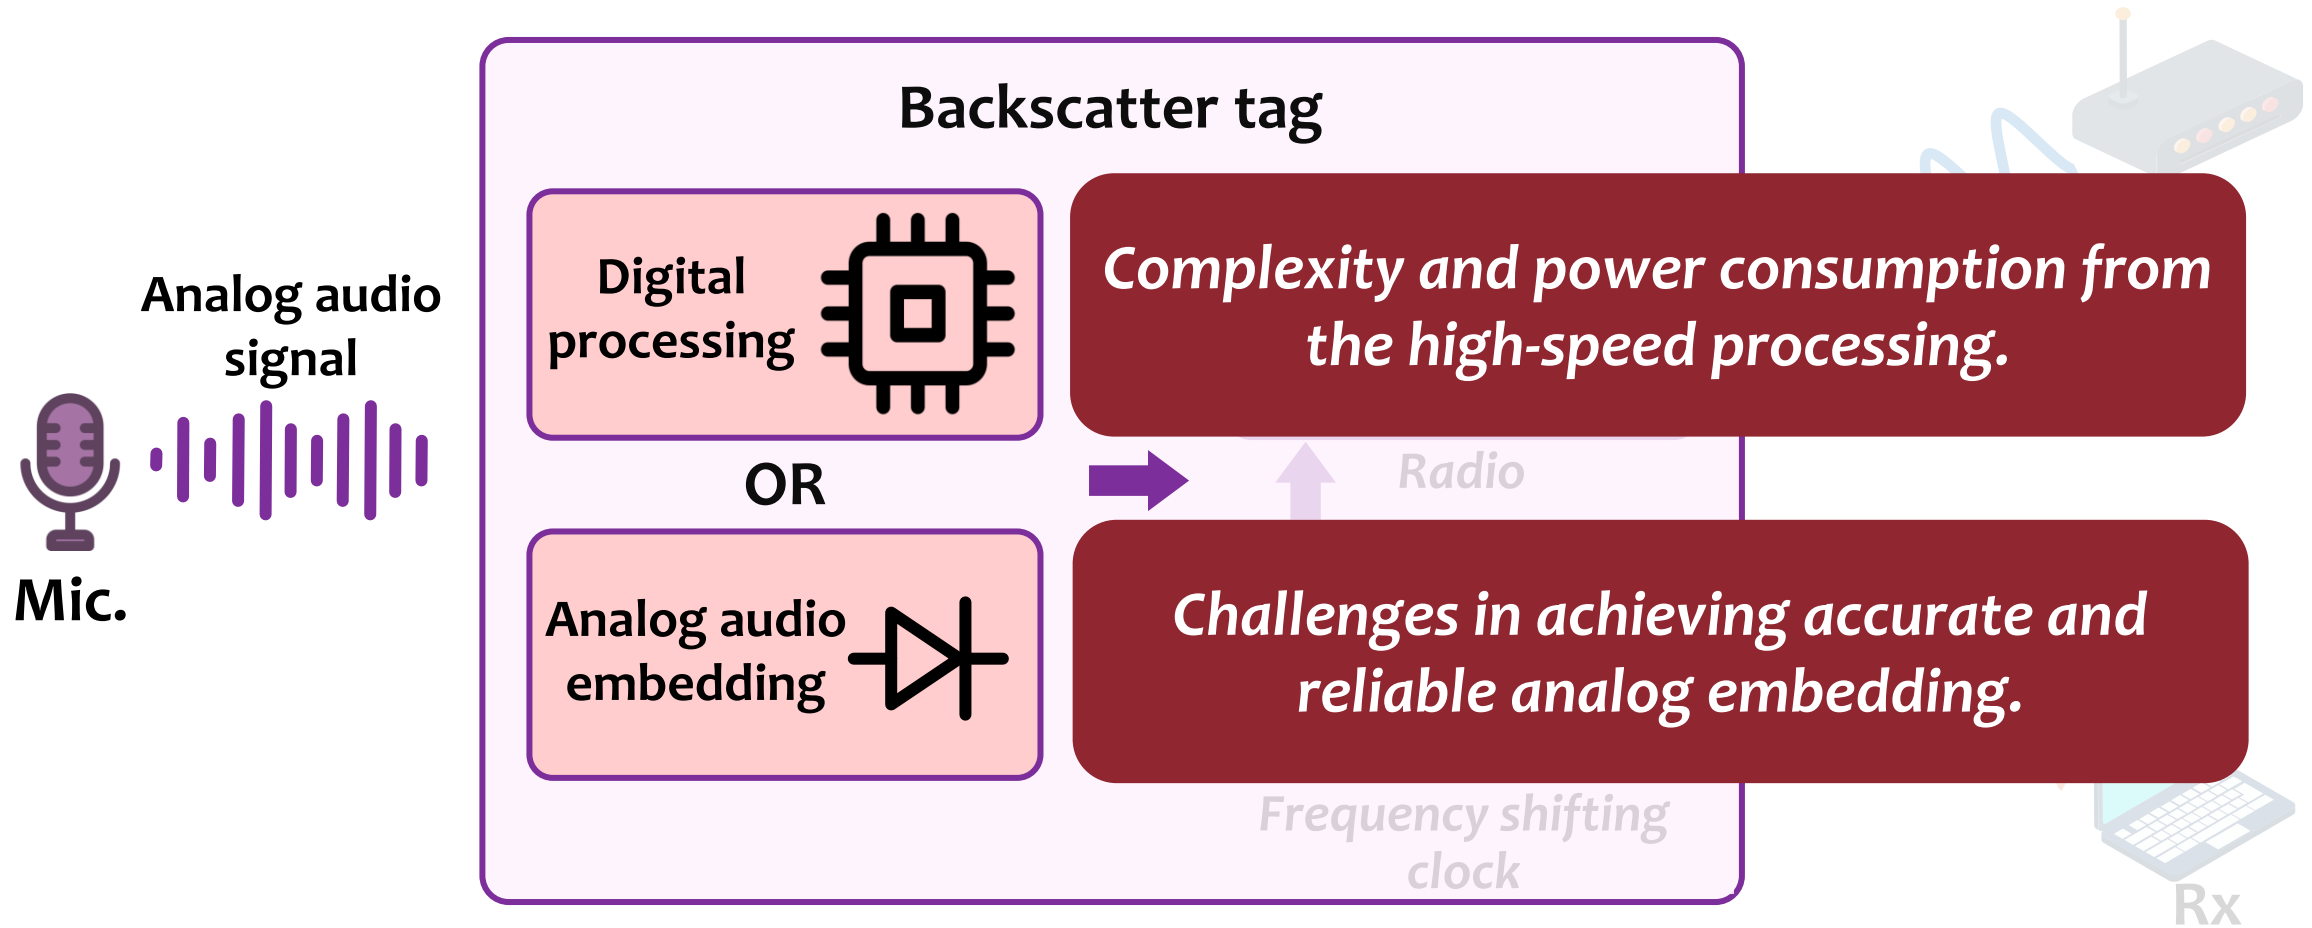 Backscatter tag
Analog audio
signal
Mic.
Digital
processing
OR
Analog audio
embedding
Complexity and power consumption from
the high-speed processing.
Radio
Challenges in achieving accurate and
reliable analog embedding.
Frequency shifting
clock
Rx